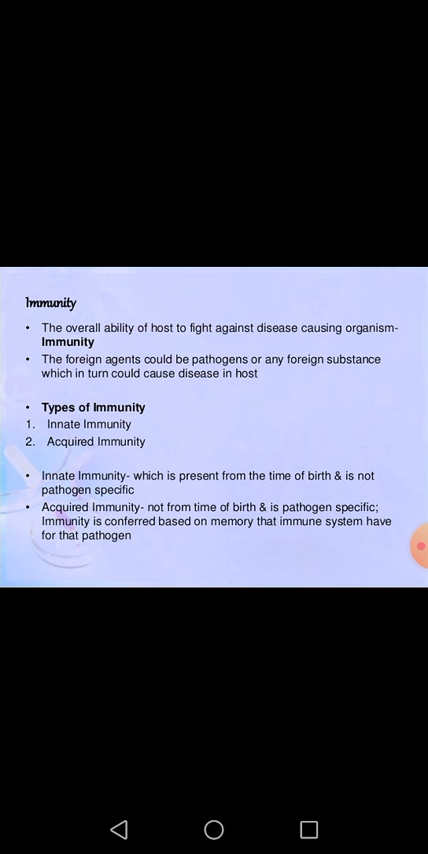 Immunity
• The overall ability of host to fight against disease causing organism-
Immunity
• The foreign agents could be pathogens or any foreign substance
which in turn could cause disease in host
• Types of Immunity
1. Innate Immunity
2. Acquired Immunity
• Innate Immunity- which is present from the time of birth & is not
pathogen specific
• Acquired Immunity- not from time of birth & is pathogen specific;
Immunity is conferred based on memory that immune system have
for that pathogen